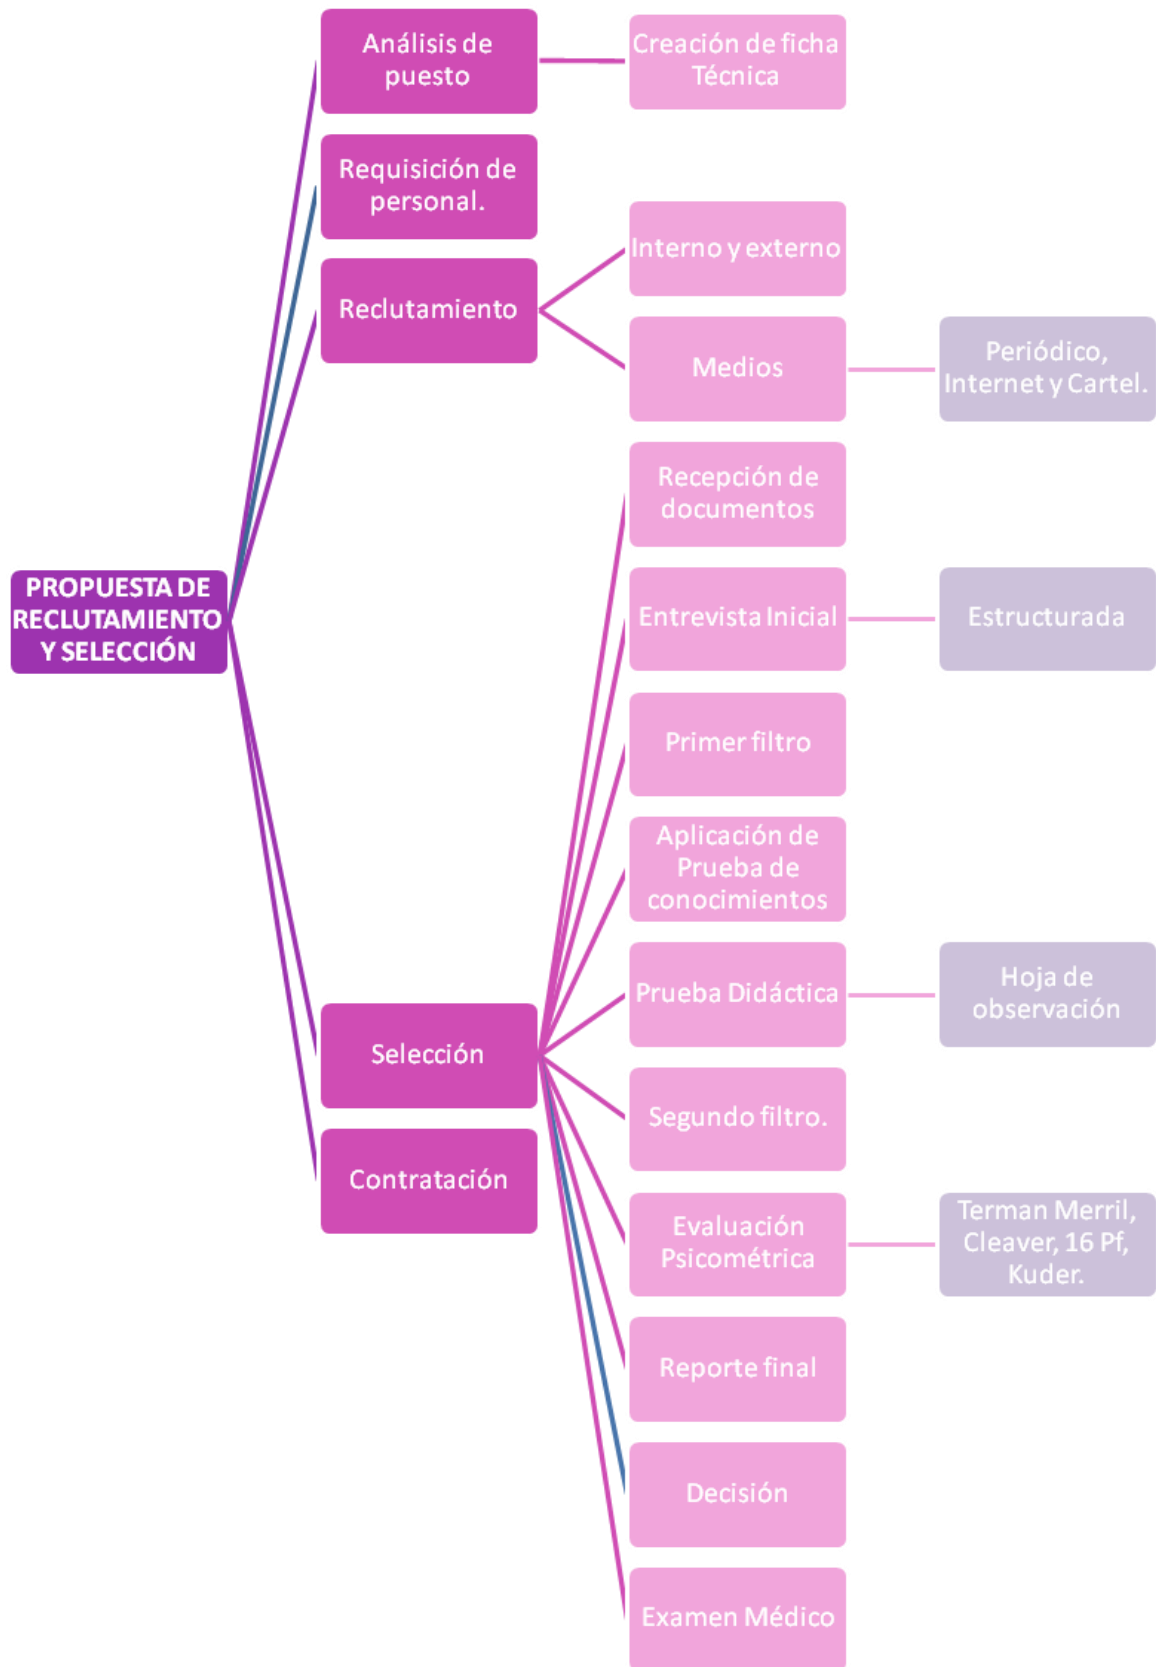 Análisis de
puesto
Creación de ficha
Técnica
Requisición de
personal.
Reclutamiento
Interno y externo
Medios
Periódico,
Internet y Cartel.
PROPUESTA DE
RECLUTAMIENTO
Y SELECCIÓN
Selección
Recepción de
documentos
Entrevista Inicial
Estructurada
Primer filtro
Aplicación de
Prueba de
conocimientos
Prueba Didáctica
Hoja de
observación
Segundo filtro.
Evaluación
Psicométrica
Terman Merril,
Cleaver, 16 Pf,
Kuder.
Reporte final
Decisión
Examen Médico
Contratación